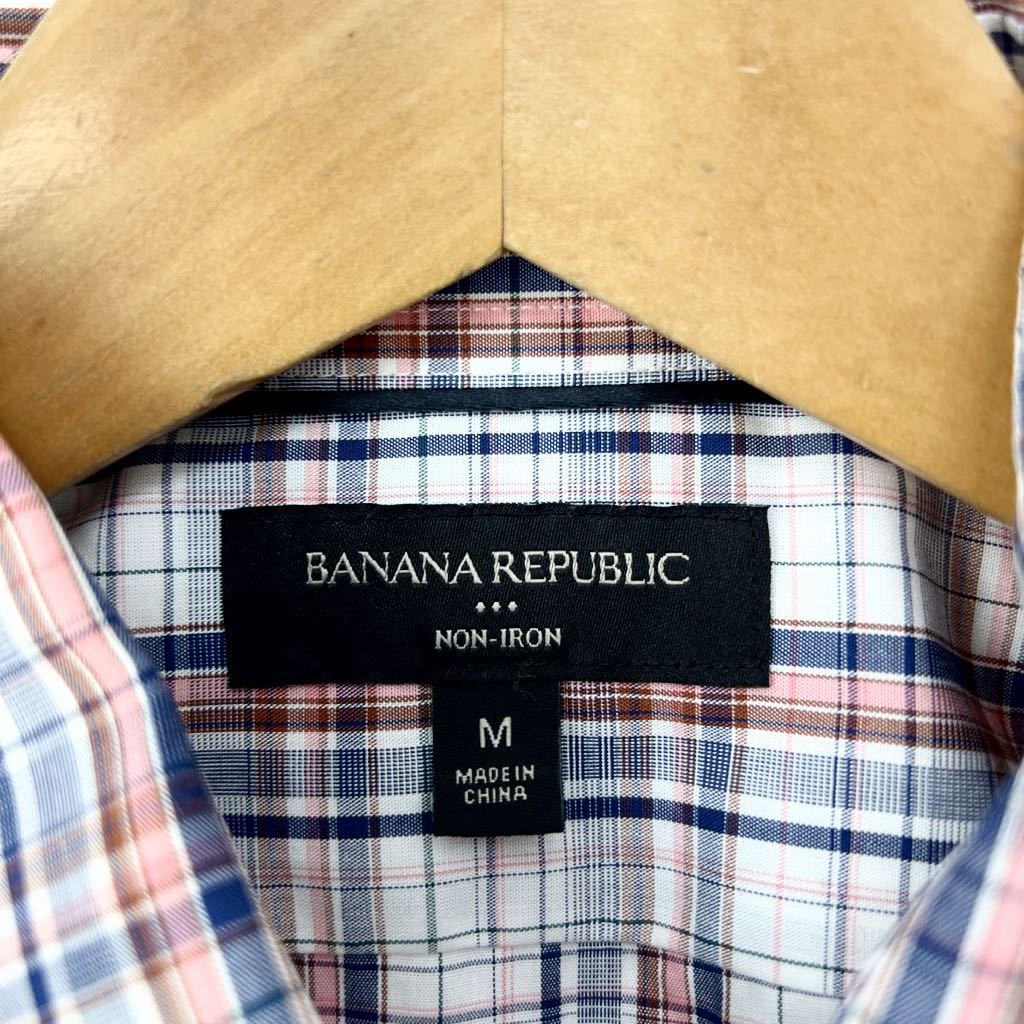 BANANA REPUBLIC
NON-IRON
M
MADE IN
CHINA